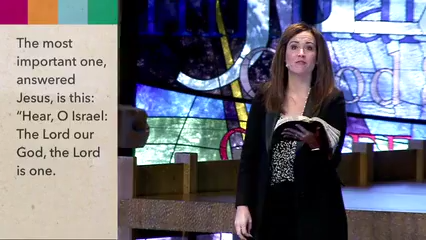 The most
important one,
answered
Jesus, is this:
“Hear, O Israel:
The Lord our
God, the Lord
is one.